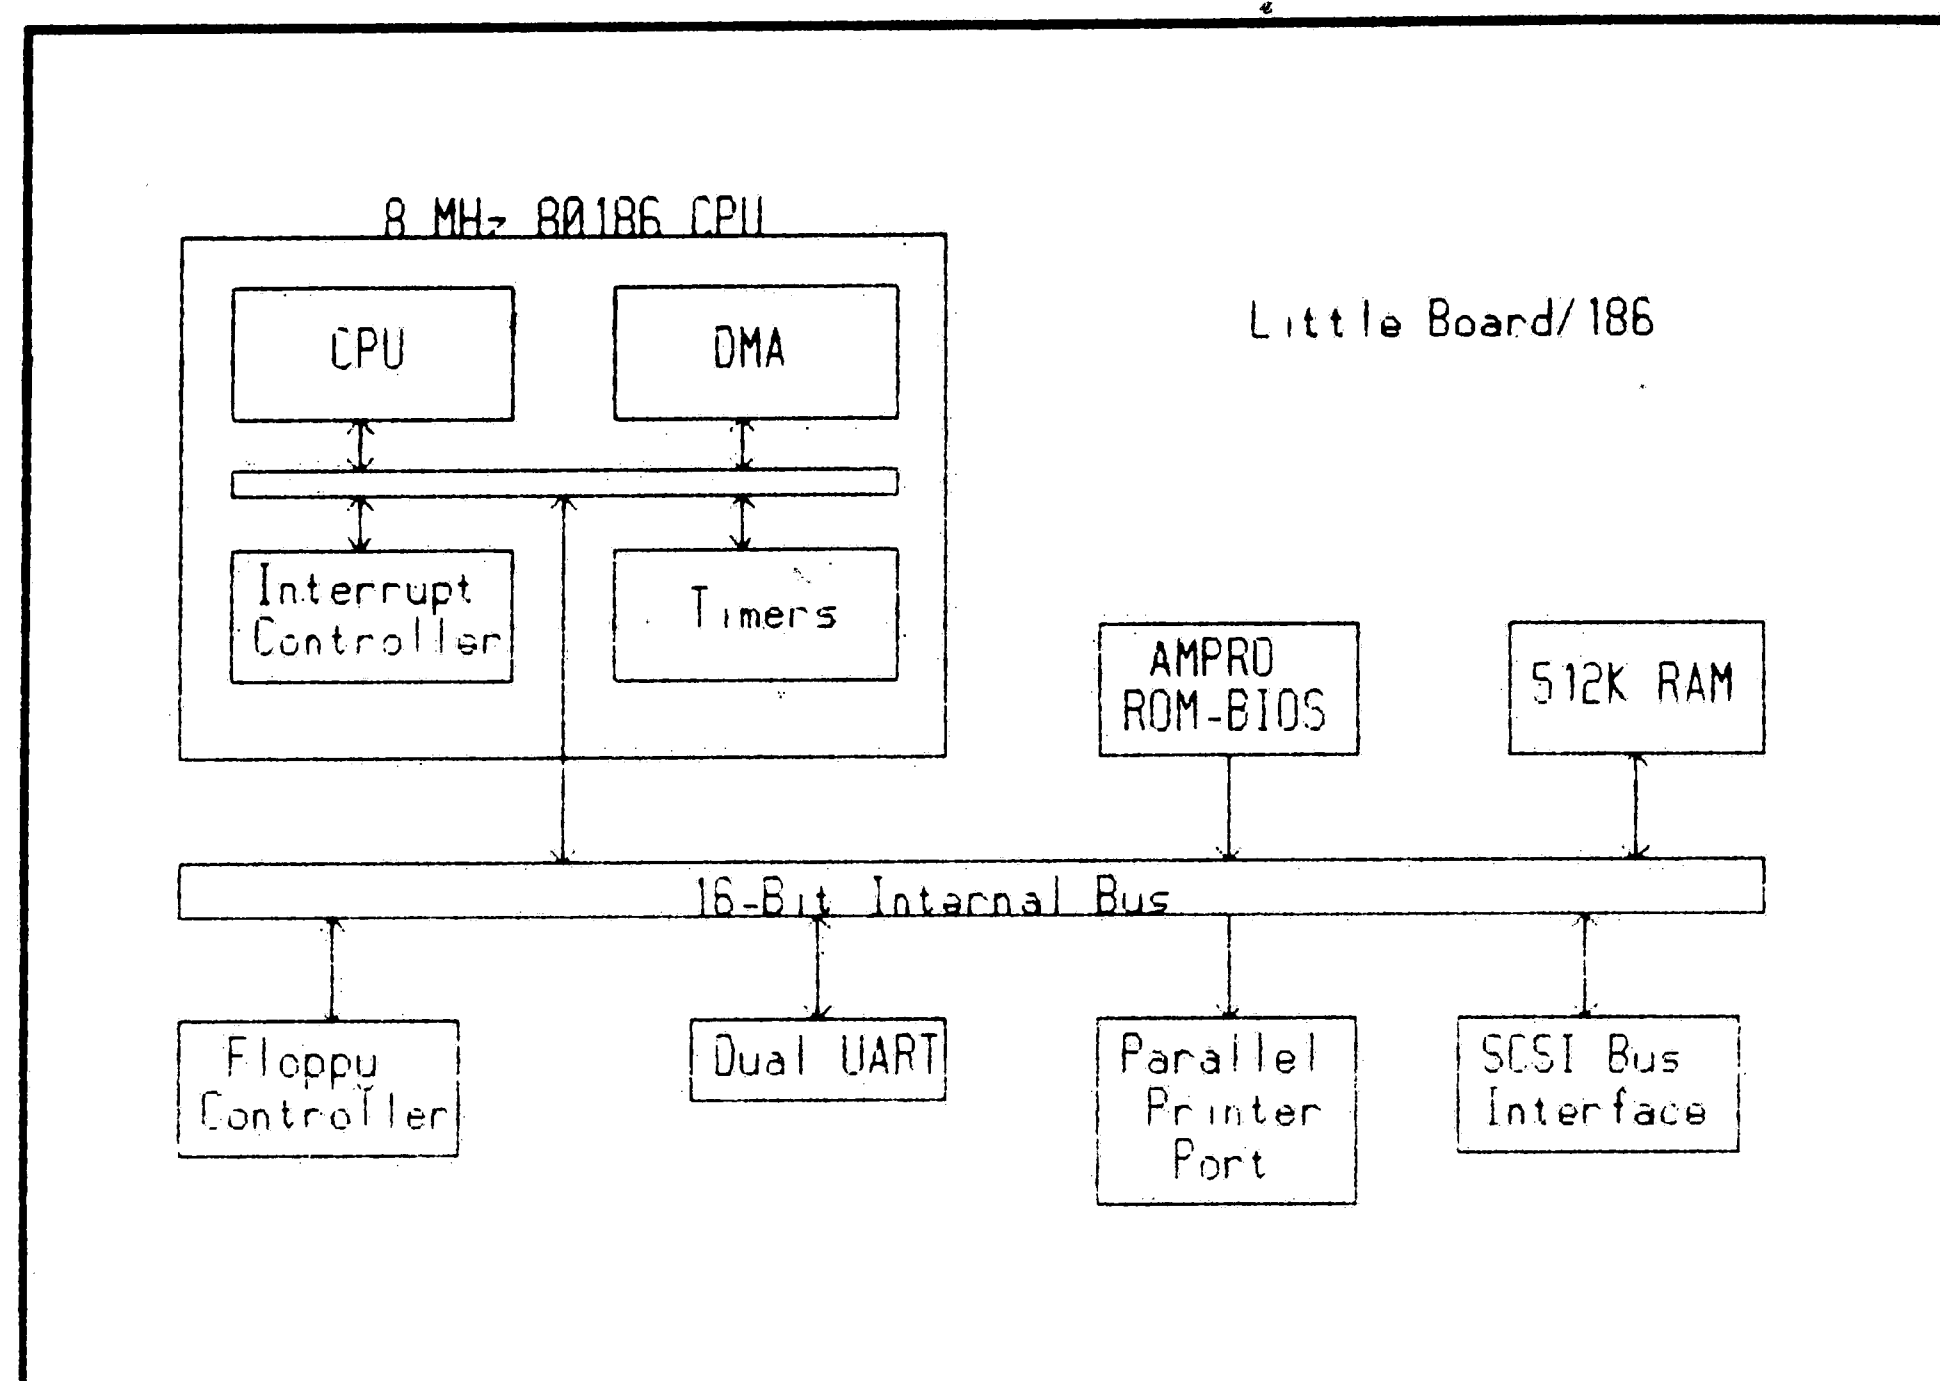 8 MHz 80186 CPU
CPU
DMA
Little Board/186
Interrupt
Controller
Timers
AMPRO
ROM-BIOS
512K RAM
16-Bit Internal Bus
Floppy
Controller
Dual UART
Parallel
Printer
Port
SCSI Bus
Interface